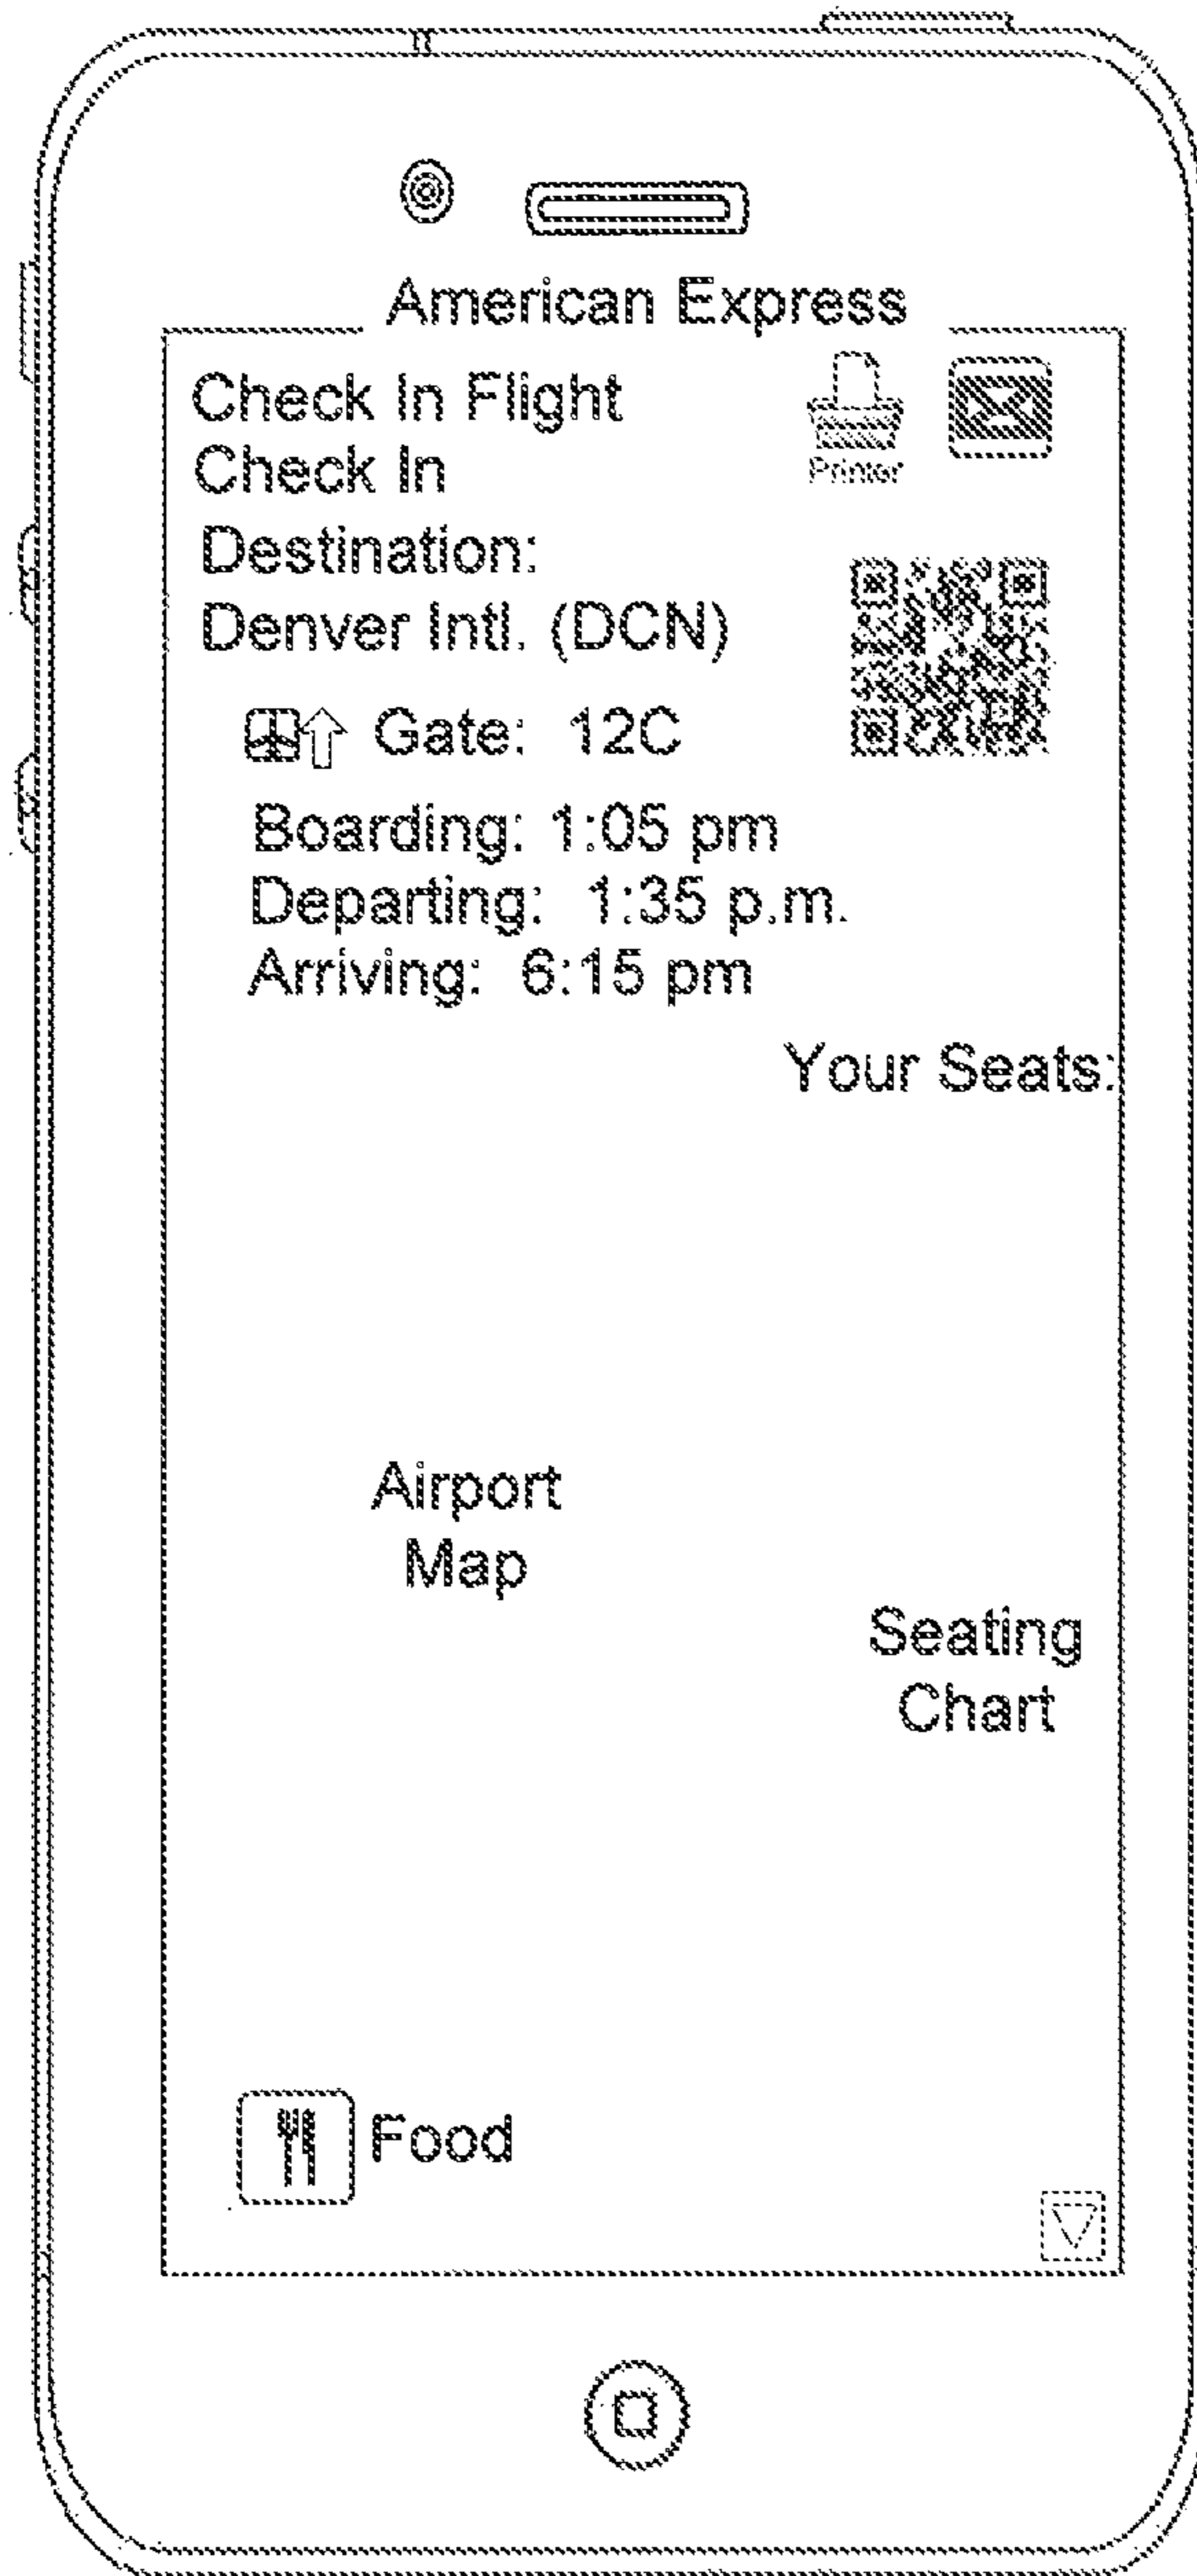 American Express
Check In Flight
Printer
Check In
Destination:
Denver Intl. (DCN)
Gate: 12C
Boarding: 1:05 pm
Departing: 1:35 p.m.
Arriving: 6:15 pm
Your Seats:
Airport
Map
Seating
Chart
Food